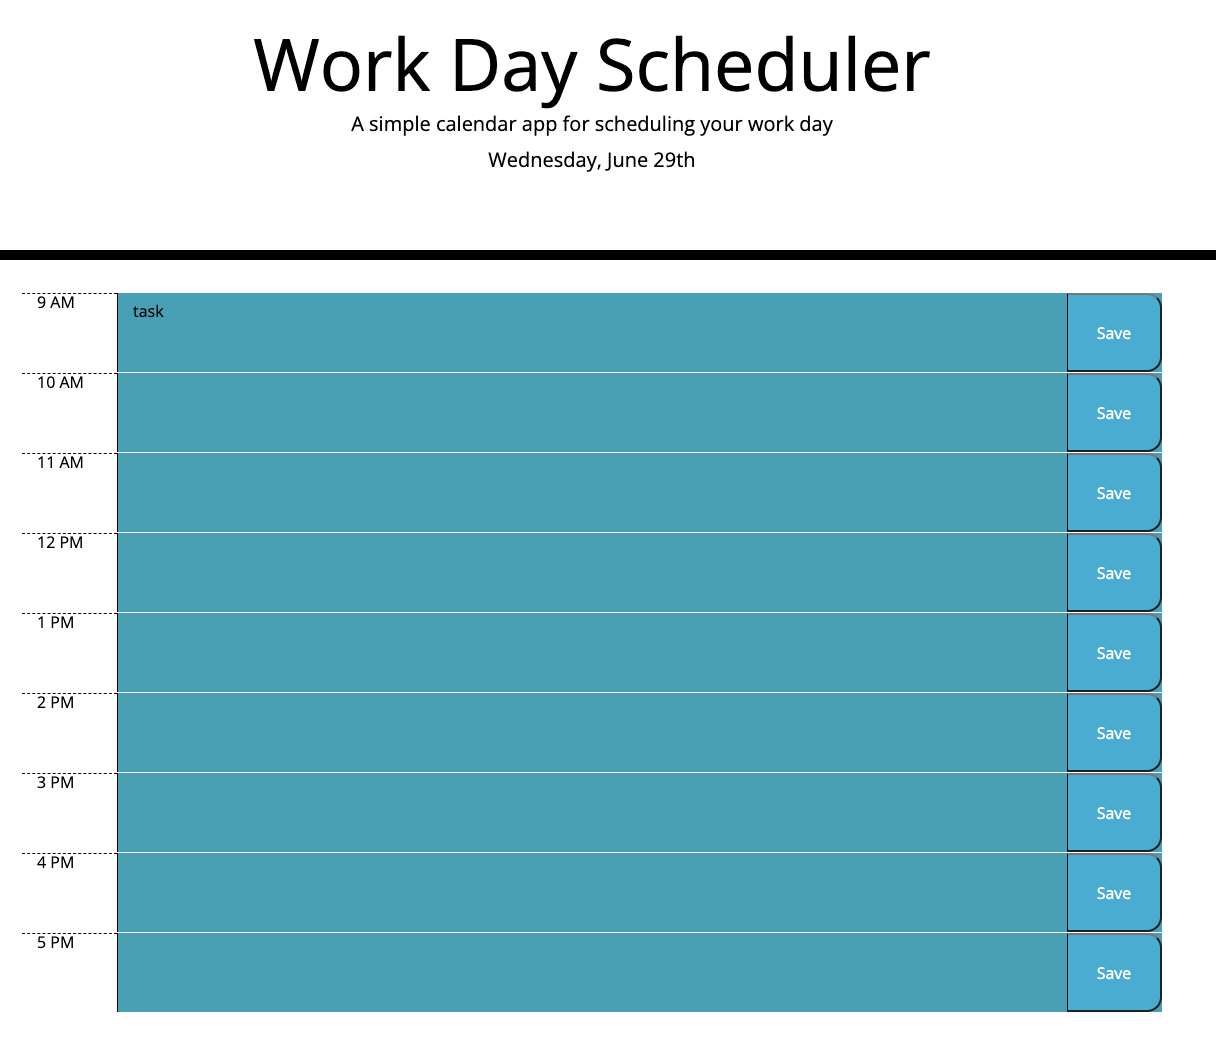 Work Day Scheduler
A simple calendar app for scheduling your work day
Wednesday, June 29th
9 AM task Save
10 AM Save
11 AM Save
12 PM Save
1 PM Save
2 PM Save
3 PM Save
4 PM Save
5 PM Save